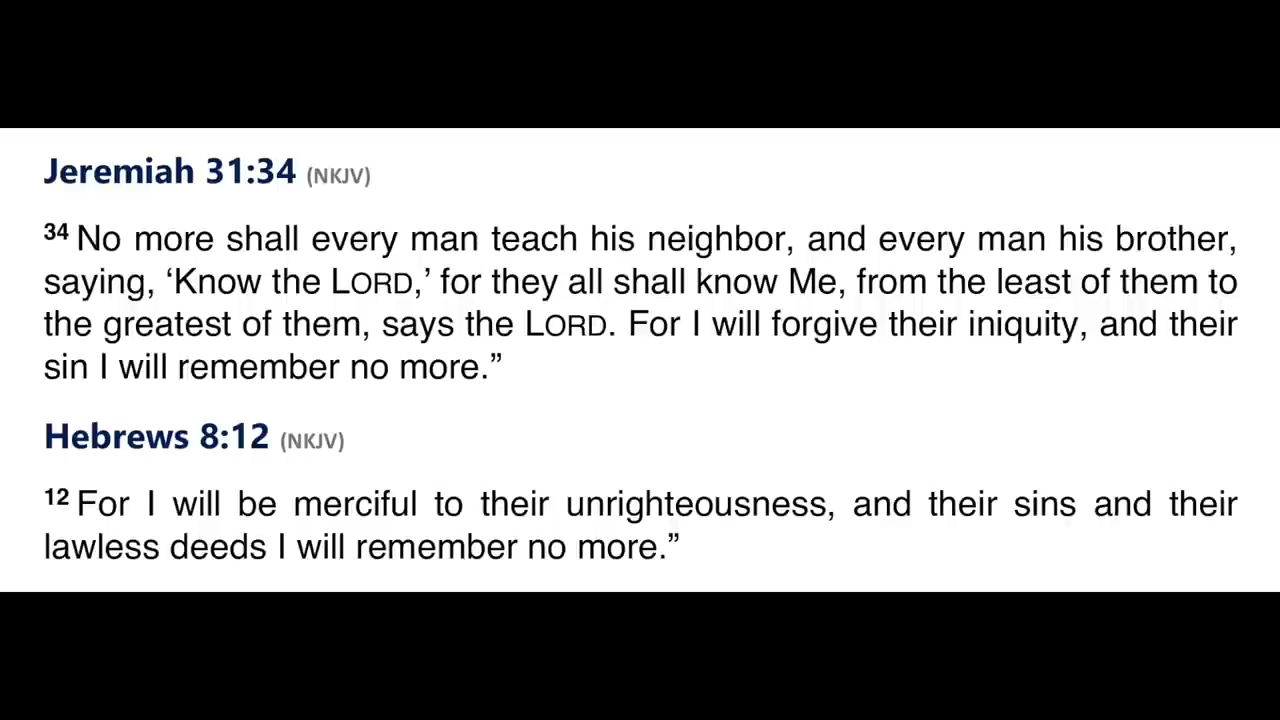 Jeremiah 31:34 (NKJV)
34 No more shall every man teach his neighbor, and every man his brother,
saying, ‘Know the LORD,’ for they all shall know Me, from the least of them to
the greatest of them, says the LORD. For I will forgive their iniquity, and their
sin I will remember no more.”
Hebrews 8:12 (NKJV)
12 For I will be merciful to their unrighteousness, and their sins and their
lawless deeds I will remember no more.”